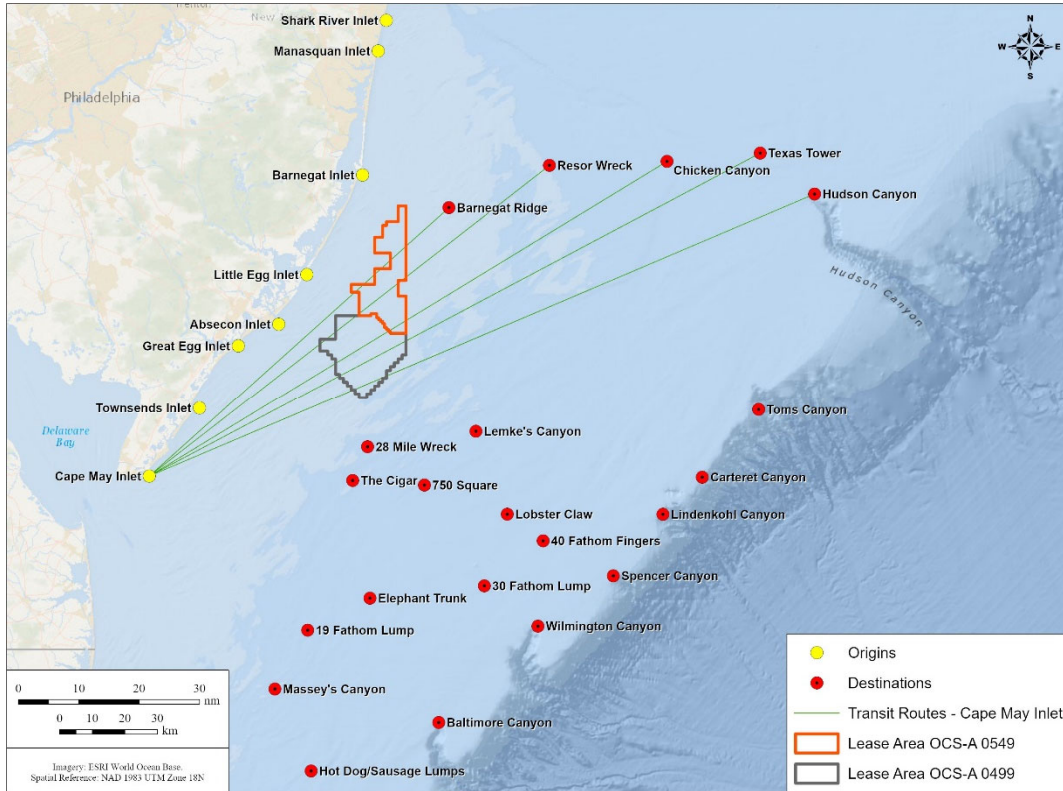 Trenton
New
Shark River Inlet
Manasquan Inlet
N
W E
S
Philadelphia
Texas Tower
Resor Wreck
Chicken Canyon
Barnegat Inlet
Hudson Canyon
Barnegat Ridge
Little Egg Inlet
Hudson Canyon
Absecon Inlet
Great Egg Inlet
Townsends Inlet
Toms Canyon
Delaware
Bay
Lemke's Canyon
28 Mile Wreck
Cape May Inlet
The Cigar
750 Square
Carteret Canyon
Lobster Claw
Lindenkohl Canyon
40 Fathom Fingers
Spencer Canyon
30 Fathom Lump
Elephant Trunk
Wilmington Canyon
19 Fathom Lump
Massey's Canyon
Baltimore Canyon
Hot Dog/Sausage Lumps
0 10 20 30
nm
0 10 20 30
km
Imagery: ESRI World Ocean Base.
Spatial Reference: NAD 1983 UTM Zone 18N
Origins
Destinations
Transit Routes - Cape May Inlet
Lease Area OCS-A 0549
Lease Area OCS-A 0499